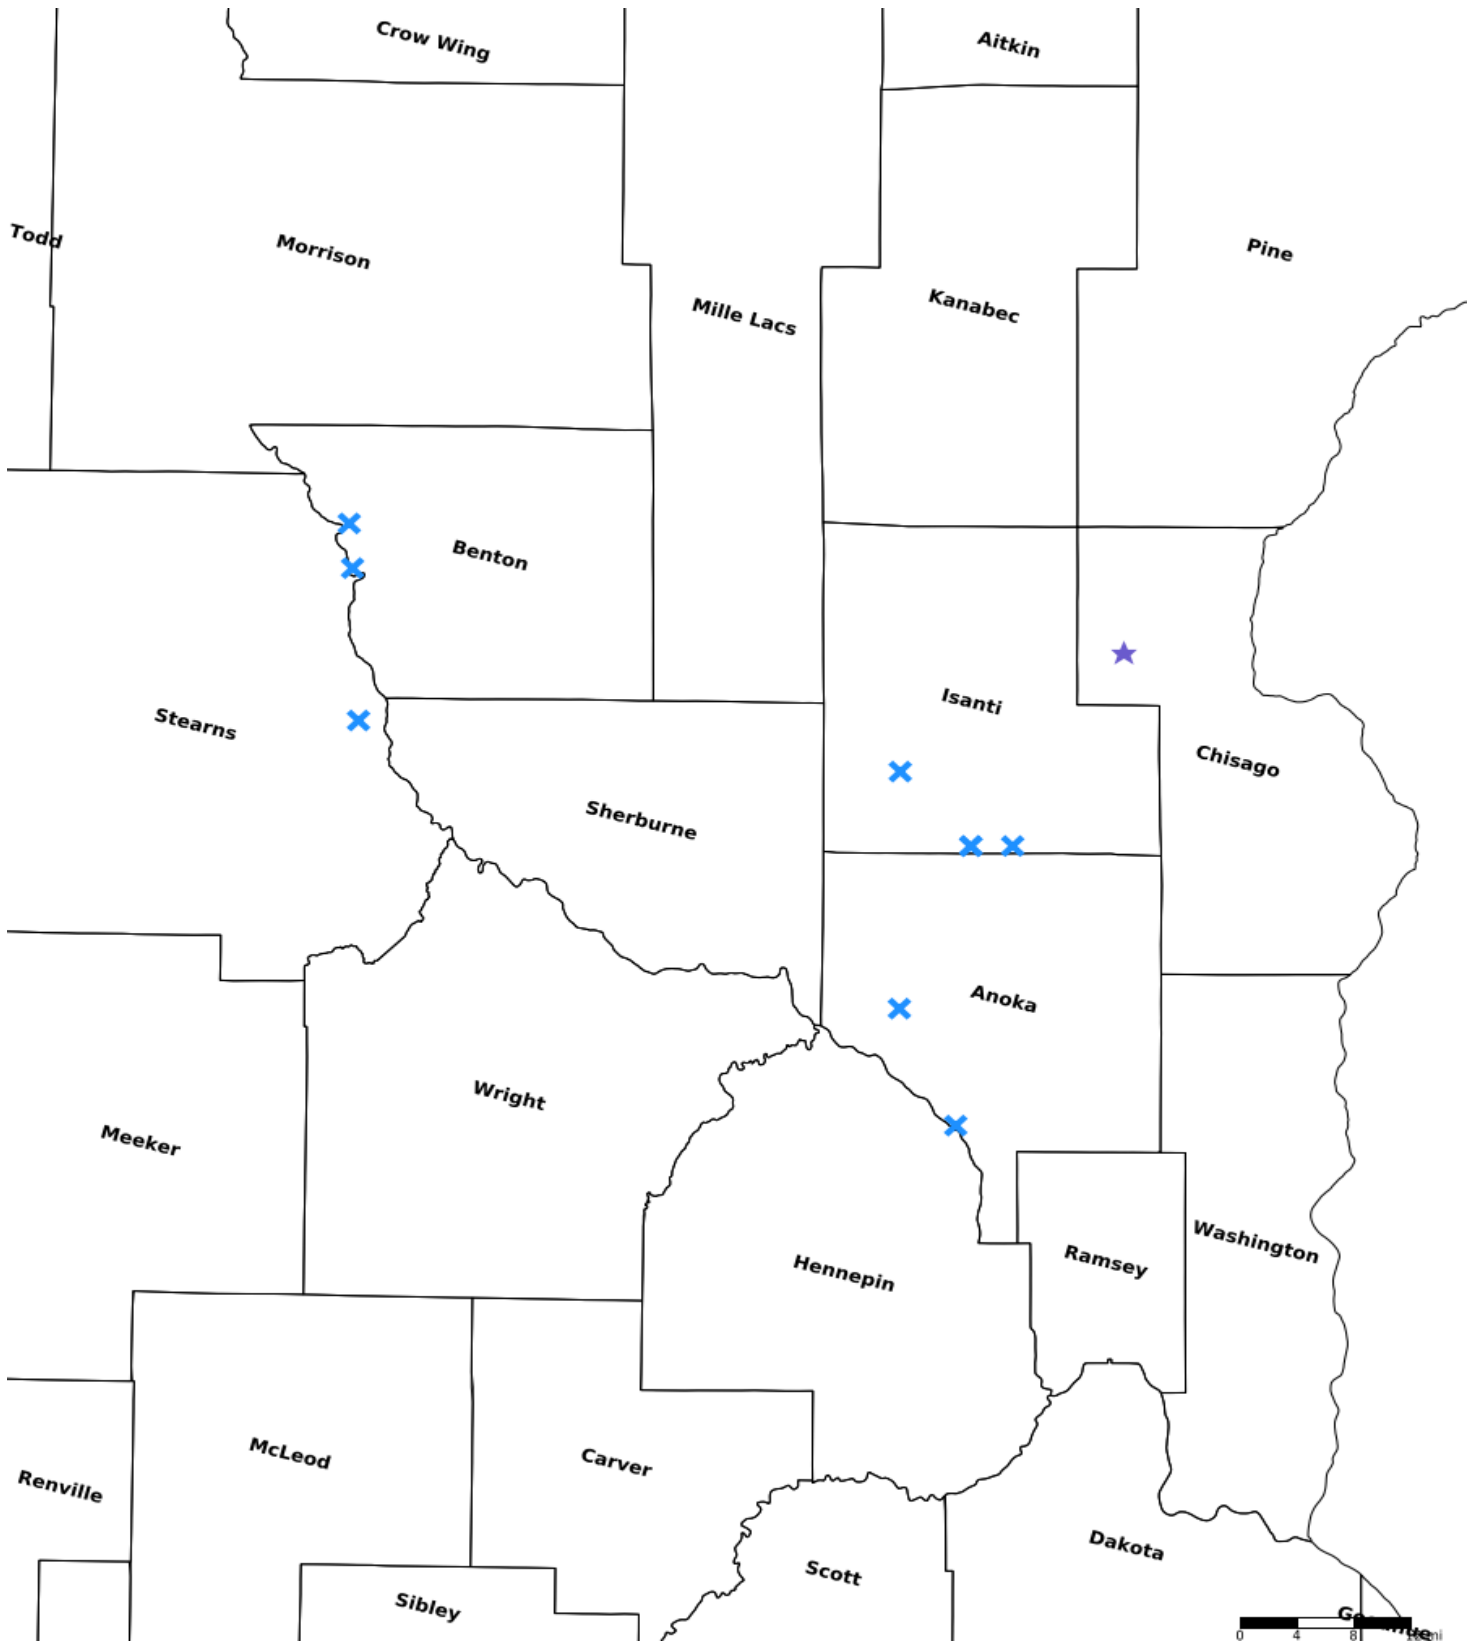 Crow Wing
Aitkin
Todd
Morrison
Pine
Mille Lacs
Kanabec
Benton
Stearns
Isanti
Chisago
Sherburne
Anoka
Wright
Meeker
Washington
Ramsey
Hennepin
McLeod
Carver
Renville
Dakota
Scott
Sibley
0 4 8 mi